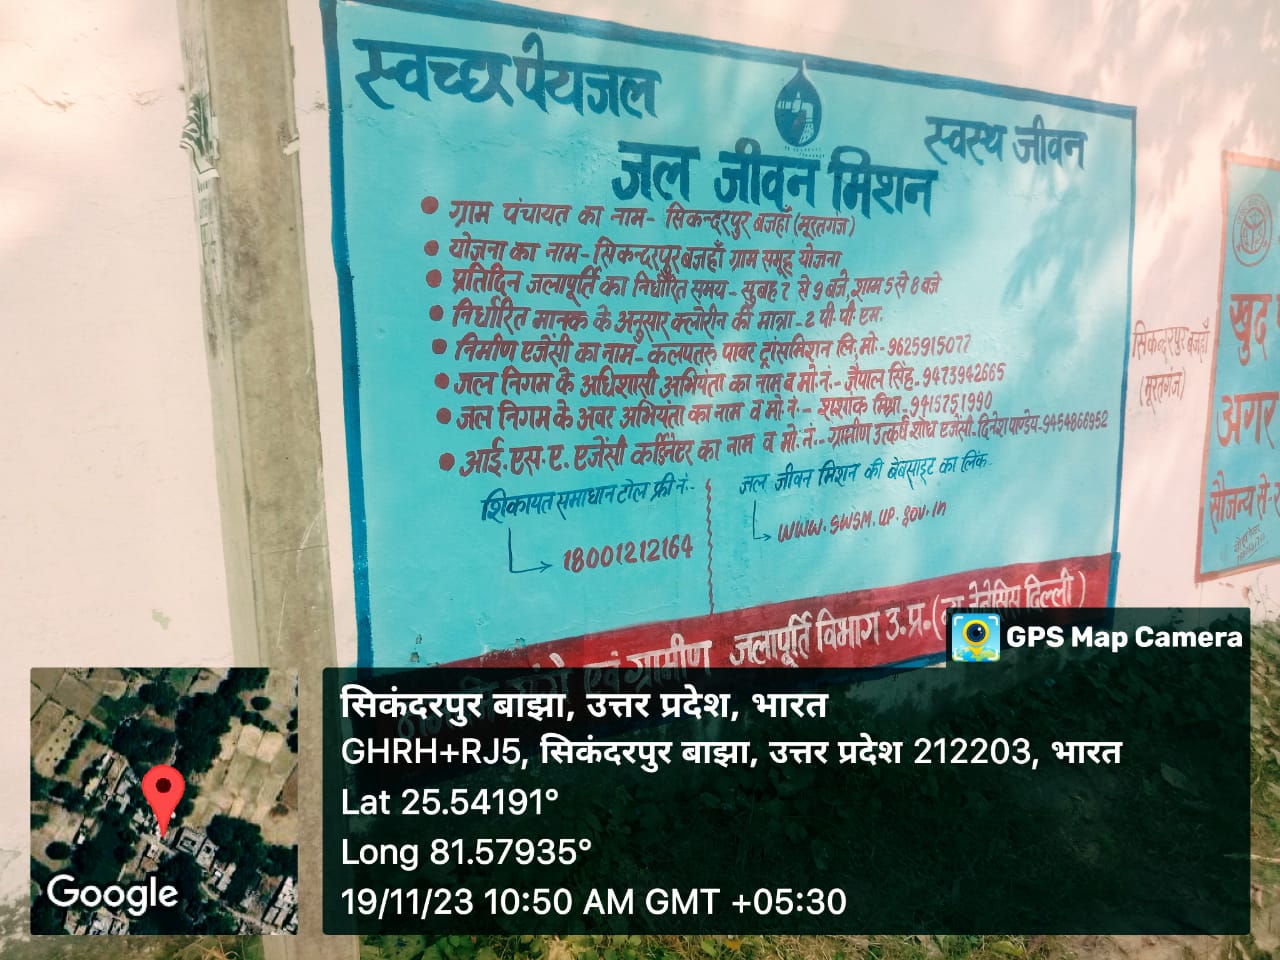 स्वच्छ पेयजल
स्वस्थ जीवन
जल जीवन मिशन
• ग्राम पंचायत का नाम- सिकन्दरपुर बजहाँ (मूरतगंज)
• योजना का नाम- सिकन्दरपुर बजहाँ ग्राम समूह योजना
• प्रतिदिन जलापूर्ति का निर्धारित समय- सुबह 7 से 9 बजे, शाम 5 से 8 बजे
• निर्धारित मानक के अनुसार क्लोरीन की मात्रा- 2 पी.पी.एम.
• निर्माण एजेंसी का नाम- कलपतरु पावर ट्रांसमिशन लि, मो- 9625915077
• जल निगम के अधिशासी अभियंता का नाम व मो.नं.- जैपाल सिंह- 9473942665
• जल निगम के अबर अभियंता का नाम व मो.नं.- शशांक मिश्रा- 9415751990
• आई.एस.ए. एजेंसी कर्डिनेटर का नाम व मो.नं.- ग्रामीण उत्कर्ष शोध एजेंसी- दिनेश पाण्डेय- 9454866952
शिकायत समाधान टोल फ्री नं.-
18001212164
जल जीवन मिशन की बेबसाइट का लिंक-
www.swsm.up.gov.in
एवं ग्रामीण जलापूर्ति विभाग उ.प्र. दिल्ली)
सिकन्दरपुर बजहाँ
(मूरतगंज)
खुद
अगर
सौजन्य से-
GPS Map Camera
सिकंदरपुर बाझा, उत्तर प्रदेश, भारत
GHRH+RJ5, सिकंदरपुर बाझा, उत्तर प्रदेश 212203, भारत
Lat 25.54191°
Long 81.57935°
19/11/23 10:50 AM GMT +05:30
Google